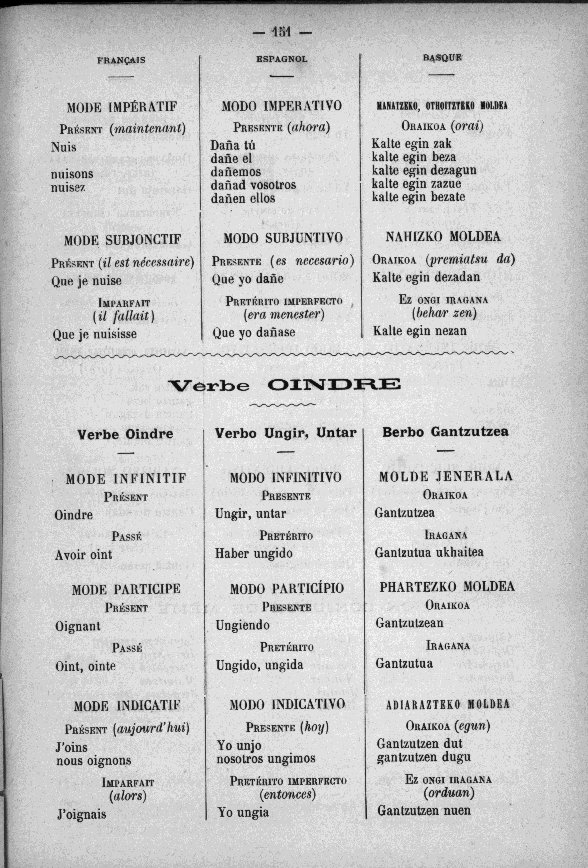 — 151 —
FRANÇAIS
MODE IMPÉRATIF
PRÉSENT (maintenant)
Nuis
nuisons
nuisez
MODE SUBJONCTIF
PRÉSENT (il est nécessaire)
Que je nuise
IMPARFAIT
(il fallait)
Que je nuisisse
ESPAGNOL
MODO IMPERATIVO
PRESENTE (ahora)
Daña tú
dañe el
dañemos
dañad vosotros
dañen ellos
MODO SUBJUNTIVO
PRESENTE (es necesario)
Que yo dañe
PRETÉRITO IMPERFECTO
(era menester)
Que yo dañase
BASQUE
MANATZEKO, OTHOITZTEKO MOLDEA
ORAIKOA (orai)
Kalte egin zak
kalte egin beza
kalte egin dezagun
kalte egin zazue
kalte egin bezate
NAHIZKO MOLDEA
ORAIKOA (premiatsu da)
Kalte egin dezadan
EZ ONGI IRAGANA
(behar zen)
Kalte egin nezan
Verbe OINDRE
Verbe Oindre
MODE INFINITIF
PRÉSENT
Oindre
PASSÉ
Avoir oint
MODE PARTICIPE
PRÉSENT
Oignant
PASSÉ
Oint, ointe
MODE INDICATIF
PRÉSENT (aujourd'hui)
J'oins
nous oignons
IMPARFAIT
(alors)
J'oignais
Verbo Ungir, Untar
MODO INFINITIVO
PRESENTE
Ungir, untar
PRETÉRITO
Haber ungido
MODO PARTICÍPIO
PRESENTE
Ungiendo
PRETÉRITO
Ungido, ungida
MODO INDICATIVO
PRESENTE (hoy)
Yo unjo
nosotros ungimos
PRETÉRITO IMPERFECTO
(entonces)
Yo ungia
Berbo Gantzutzea
MOLDE JENERALA
ORAIKOA
Gantzutzea
IRAGANA
Gantzutua ukhaitea
PHARTEZKO MOLDEA
ORAIKOA
Gantzutzean
IRAGANA
Gantzutua
ADIARAZTEKO MOLDEA
ORAIKOA (egun)
Gantzutzen dut
gantzutzen dugu
EZ ONGI IRAGANA
(orduan)
Gantzutzen nuen